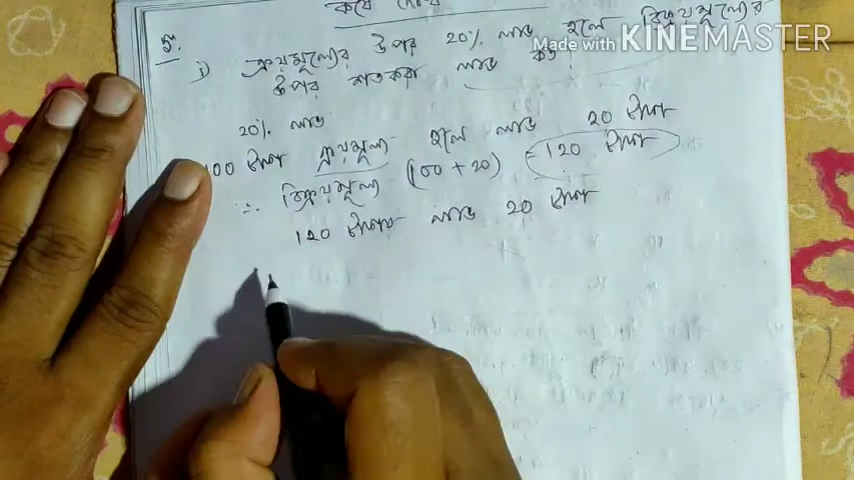 কষে দেখি
Made with KINEMASTER
5.
i) ক্রয়মূল্যের উপর 20% লাভ হলে বিক্রয়মূল্যের
উপর শতকরা লাভ কত
20% লাভ
100 টাকা ক্রয়মূল্য হলে লাভ 20 টাকা
∴ বিক্রয়মূল্য (100 + 20) = 120 টাকা
120 টাকায় লাভ 20 টাকা